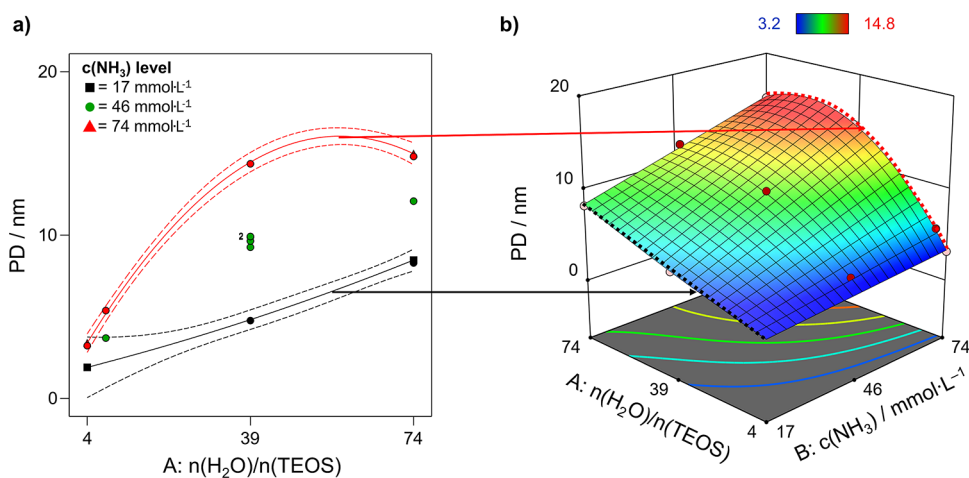 a)
c(NH₃) level
= 17 mmol·L⁻¹
= 46 mmol·L⁻¹
= 74 mmol·L⁻¹
20
10
0
PD / nm
2
4
39
74
A: n(H₂O)/n(TEOS)
b)
3.2
14.8
20
10
0
PD / nm
74
39
4
A: n(H₂O)/n(TEOS)
17
46
74
B: c(NH₃) / mmol·L⁻¹